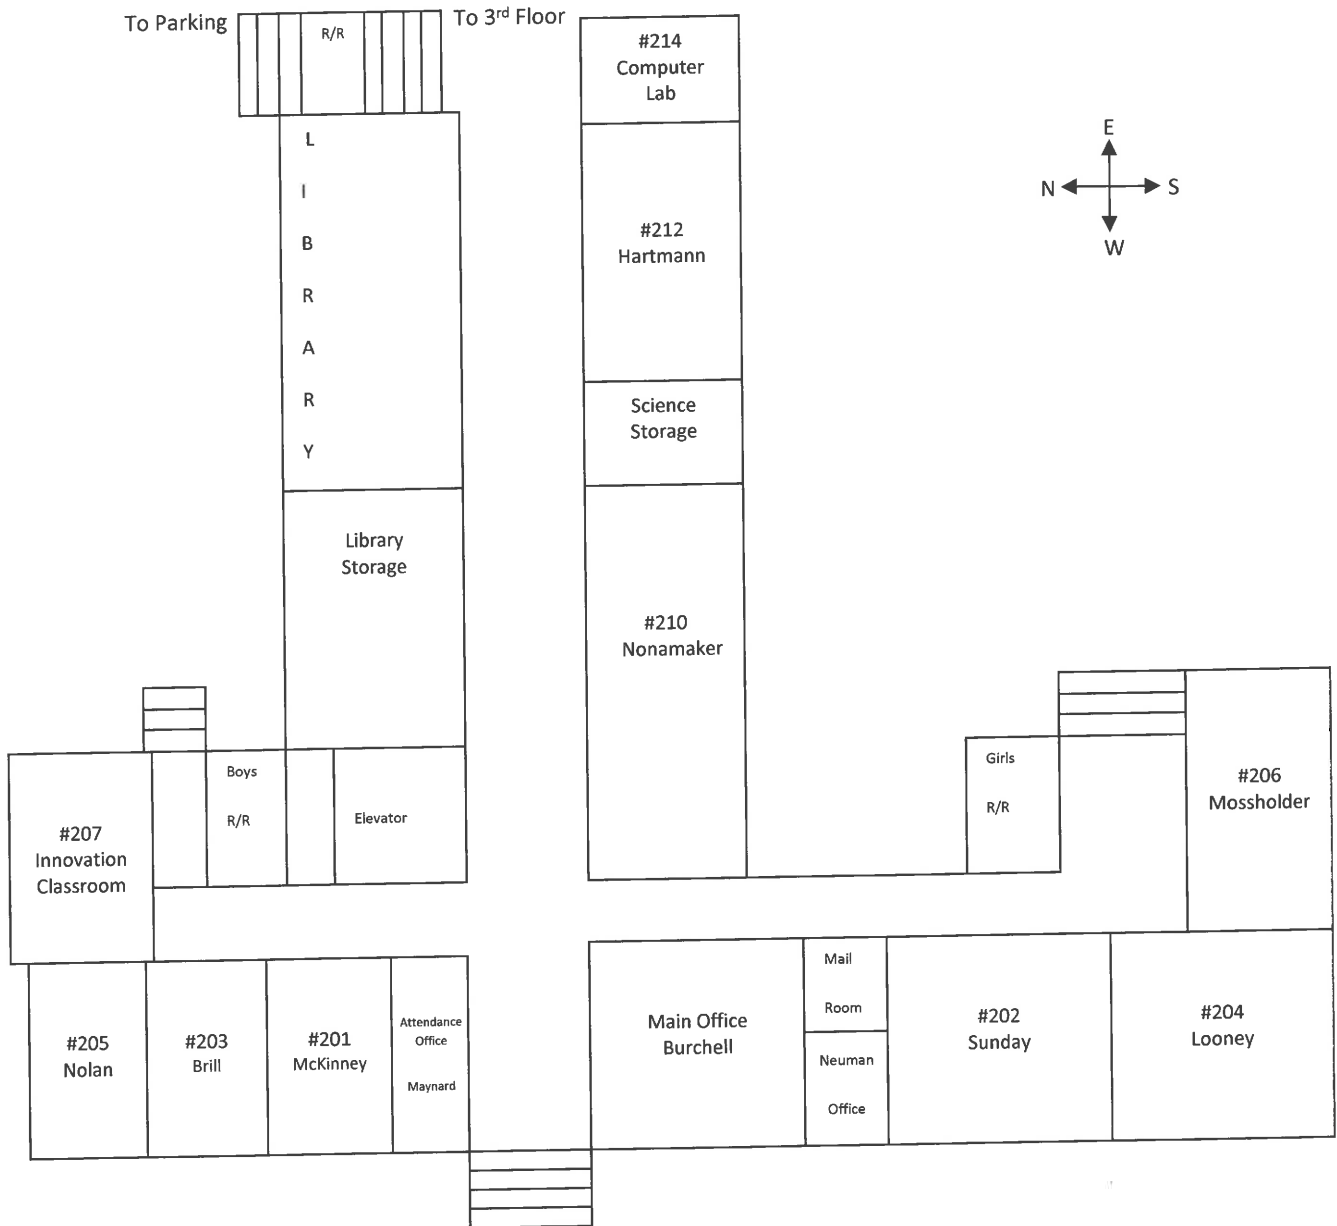 To Parking
R/R
To 3rd Floor
#214
Computer
Lab
E
N
S
W
L
I
B
R
A
R
Y
#212
Hartmann
Science
Storage
Library
Storage
#210
Nonamaker
Boys
R/R
Elevator
Girls
R/R
#206
Mossholder
#207
Innovation
Classroom
#205
Nolan
#203
Brill
#201
McKinney
Attendance
Office
Maynard
Main Office
Burchell
Mail
Room
Neuman
Office
#202
Sunday
#204
Looney